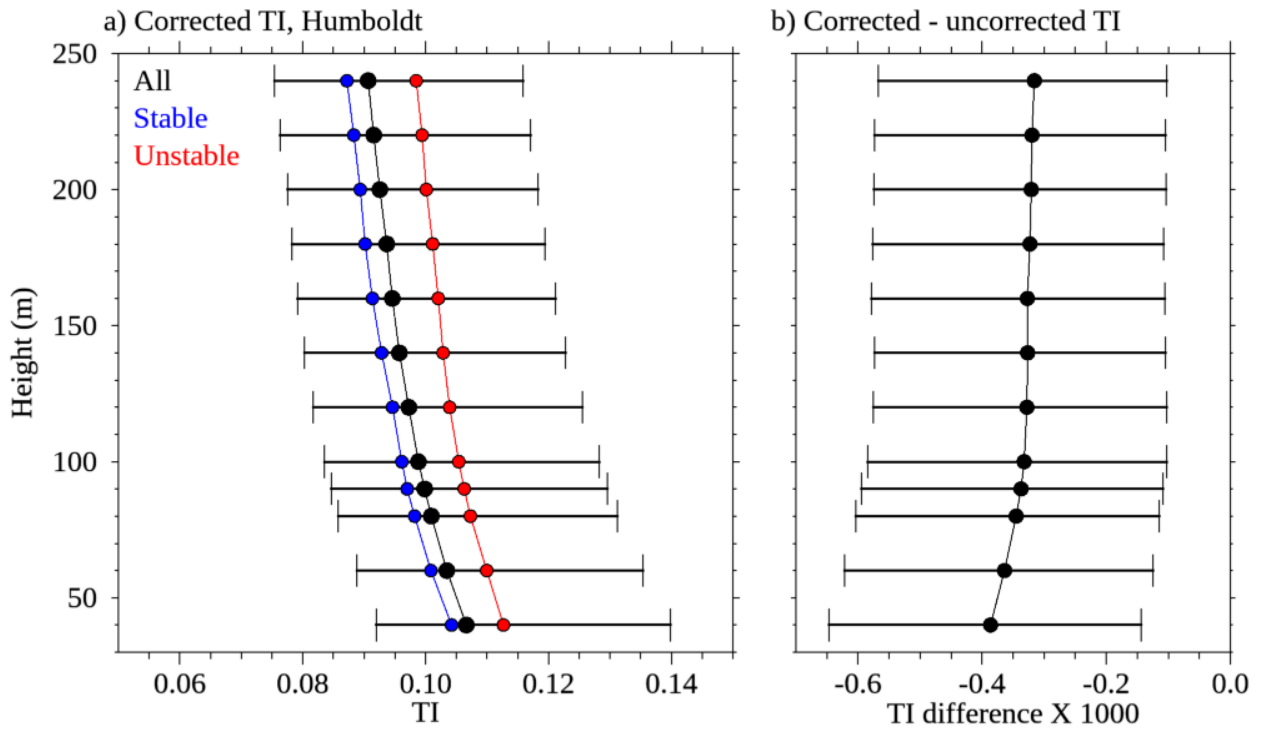 a) Corrected TI, Humboldt
b) Corrected - uncorrected TI
250
200
150
100
50
Height (m)
All
Stable
Unstable
0.06 0.08 0.10 0.12 0.14
TI
-0.6 -0.4 -0.2 0.0
TI difference X 1000